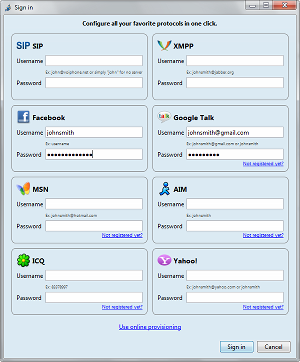 Sign in
Configure all your favorite protocols in one click.
SIP SIP
Username
Ex: john@voiphone.net or simply "john" for no server
Password
XMPP
Username
Ex: johnsmith@jabber.org
Password
Facebook
Username johnsmith
Ex: username
Password
talk Google Talk
Username johnsmith@gmail.com
Ex: johnsmith@gmail.com or johnsmith
Password
Not registered yet?
MSN
Username
Ex: johnsmith@hotmail.com
Password
Not registered yet?
AIM
Username
Ex: johnsmith
Password
Not registered yet?
ICQ
Username
Ex: 83378997
Password
Not registered yet?
Yahoo!
Username
Ex: johnsmith@yahoo.com or johnsmith
Password
Not registered yet?
Use online provisioning
Sign in
Cancel